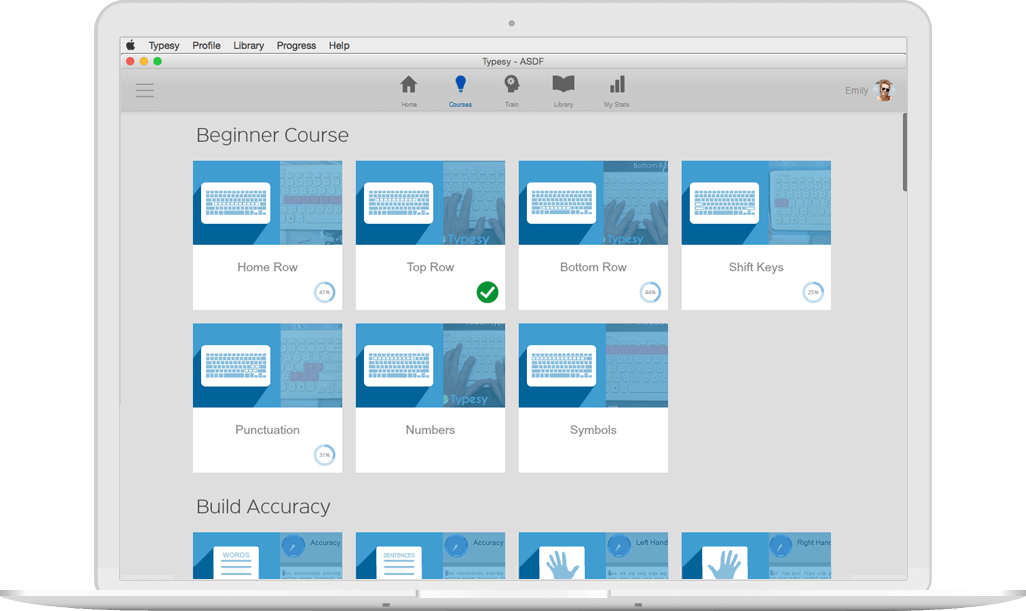 Typesy Profile Library Progress Help
Typesy - ASDF
Home Courses Train Library My Stats
Emily
Beginner Course
Typesy
Bottom Ro
Typesy
Home Row
Top Row
Bottom Row
Shift Keys
41%
44%
25%
Typesy
Punctuation
Numbers
Symbols
31%
Build Accuracy
WORDS
Accuracy
SENTENCES
Accuracy
Left Hand
Right Hand